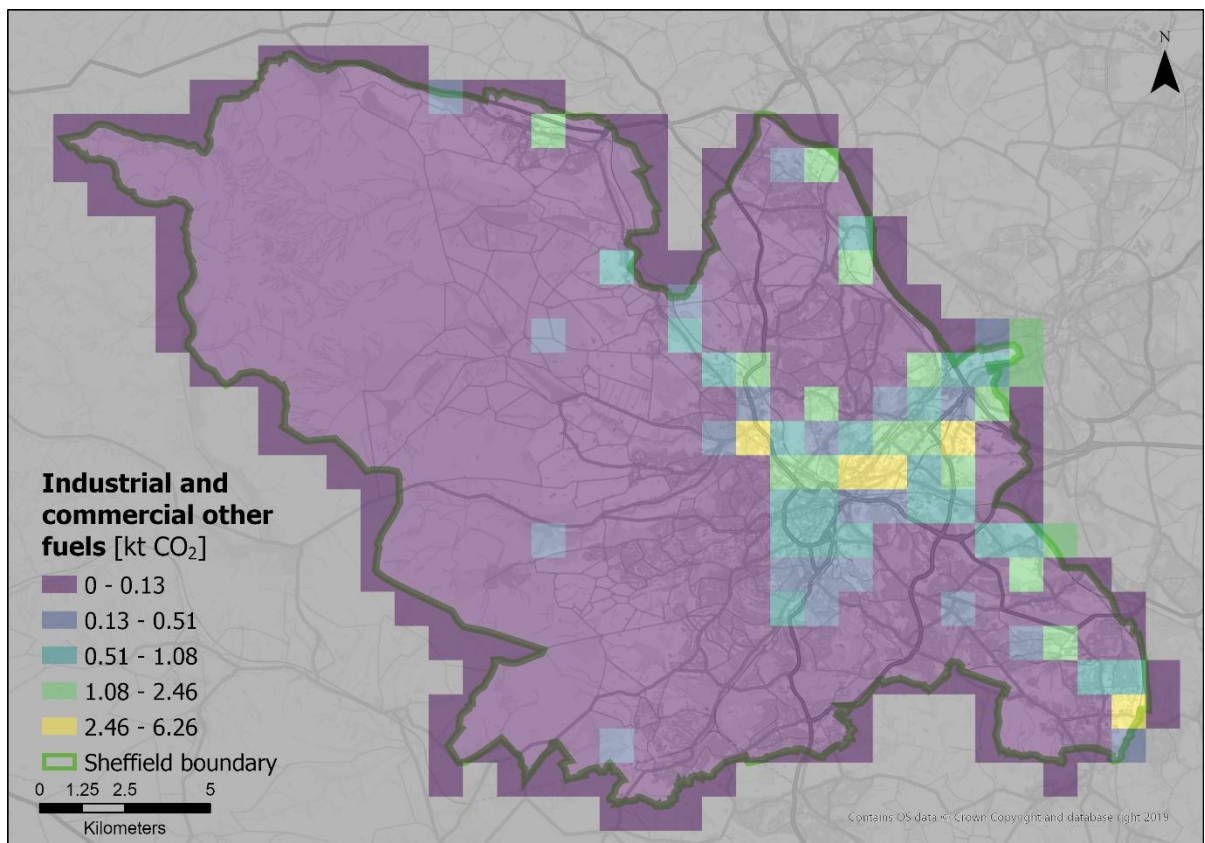 N
Industrial and
commercial other
fuels [kt CO₂]
0 - 0.13
0.13 - 0.51
0.51 - 1.08
1.08 - 2.46
2.46 - 6.26
Sheffield boundary
0 1.25 2.5 5
Kilometers
Contains OS data © Crown Copyright and database right 2019